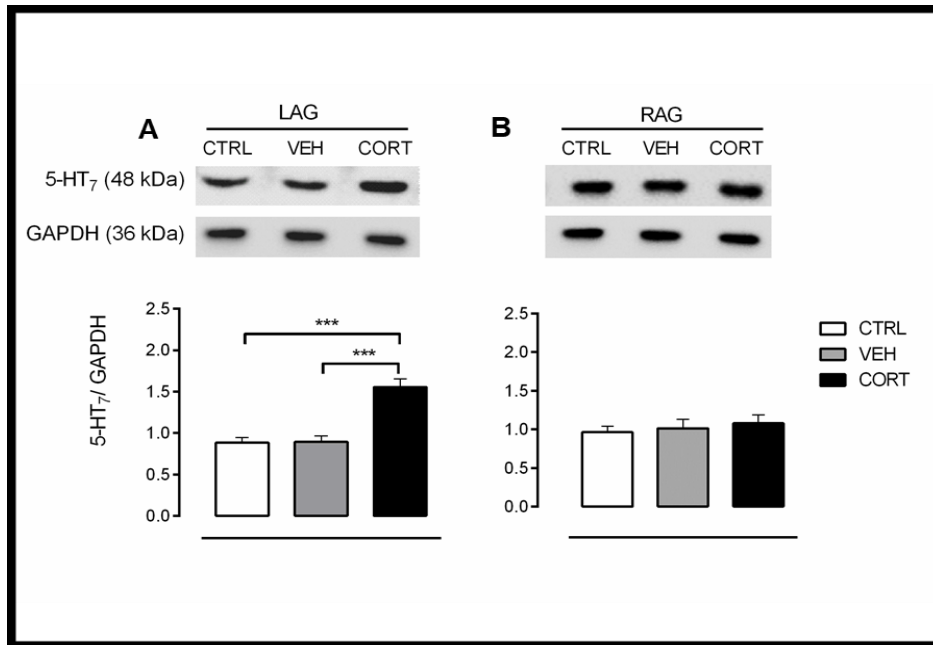 A
LAG
CTRL VEH CORT
5-HT₇ (48 kDa)
GAPDH (36 kDa)
B
RAG
CTRL VEH CORT
5-HT₇/ GAPDH
2.5
2.0
1.5
1.0
0.5
0.0
***
***
2.5
2.0
1.5
1.0
0.5
0.0
CTRL
VEH
CORT